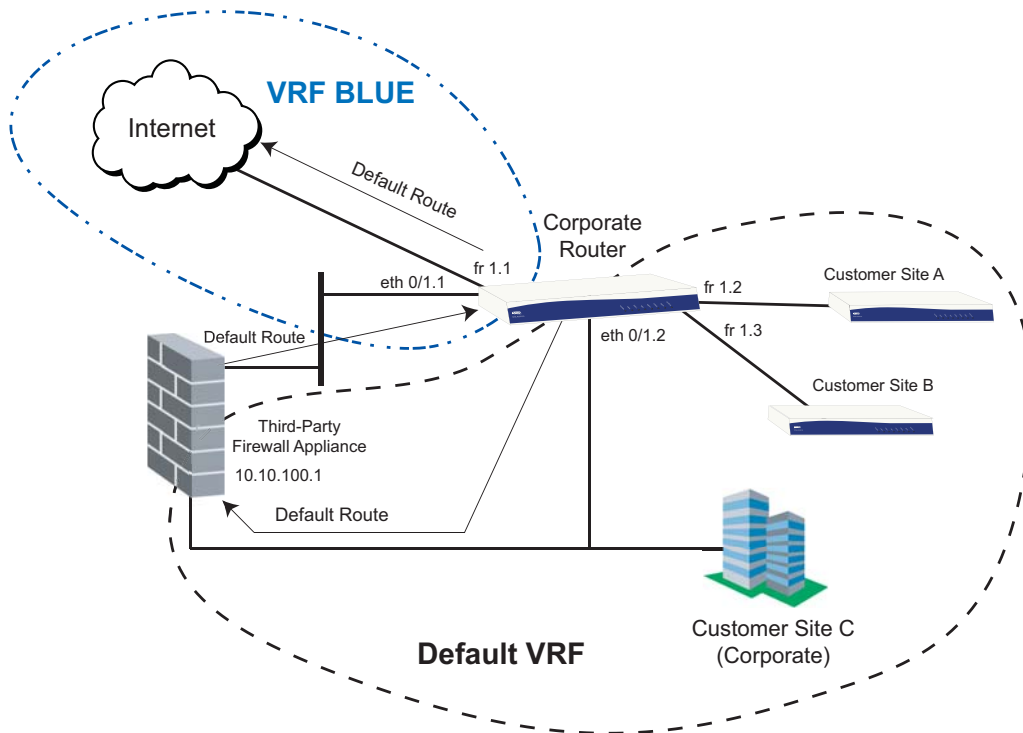 VRF BLUE
Internet
Default Route
Corporate
Router
fr 1.1
eth 0/1.1
fr 1.2
Customer Site A
Default Route
eth 0/1.2
fr 1.3
Customer Site B
Third-Party
Firewall Appliance
10.10.100.1
Default Route
Customer Site C
(Corporate)
Default VRF